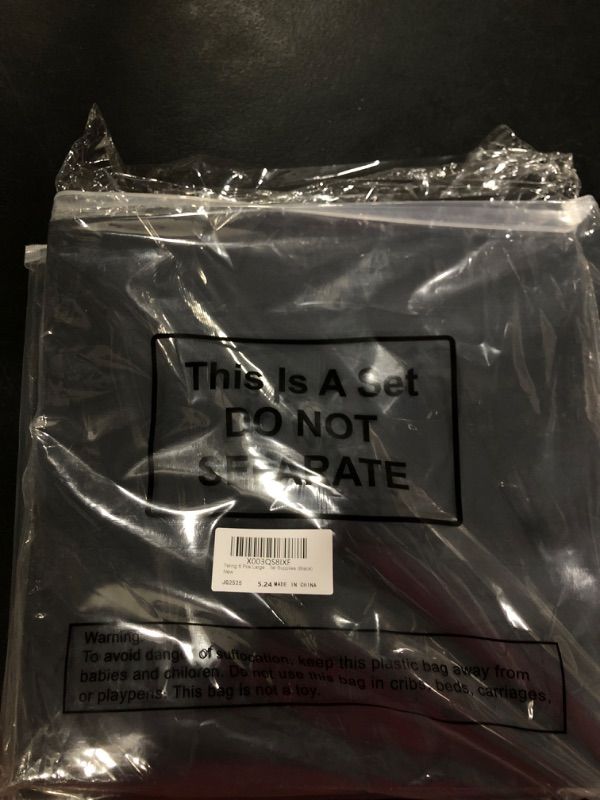 This Is A Set
DO NOT
SEPARATE
X003QS8IXF
New
JG2515 5.24 MADE IN CHINA
Warning:
To avoid danger of suffocation, keep this plastic bag away from
babies and children. Do not use this bag in cribs, beds, carriages,
or playpens. This bag is not a toy.